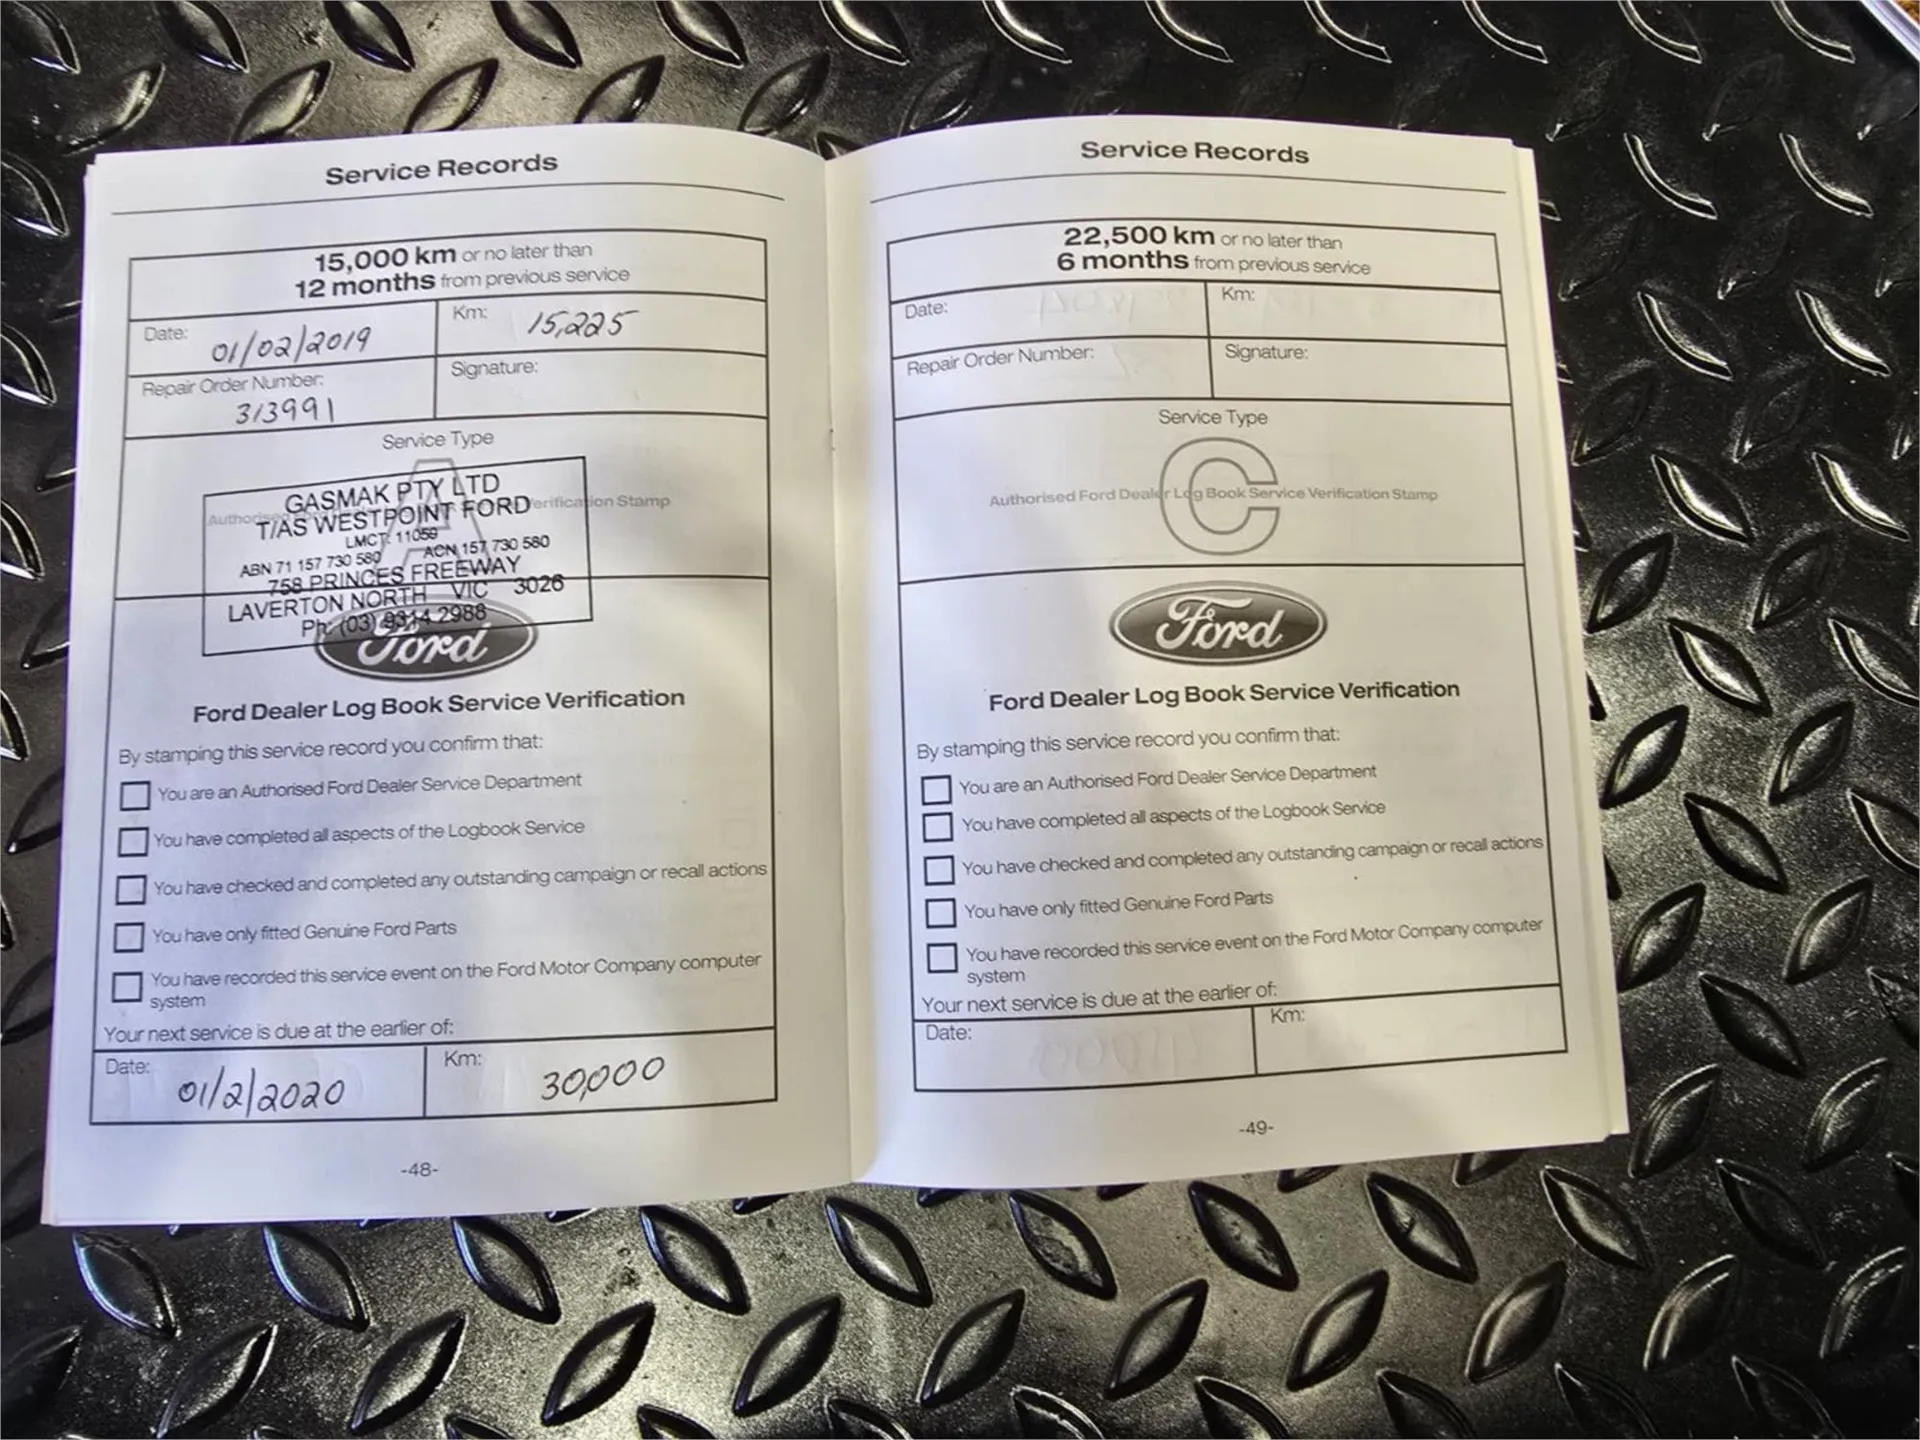 Service Records
15,000 km or no later than
12 months from previous service
Date: 01/02/2019
Km: 15,225
Repair Order Number: 313991
Signature:
Service Type
A
Authorised Verification Stamp
GASMAK PTY LTD
T/AS WESTPOINT FORD
LMCT: 11059
ABN 71 157 730 580 ACN 157 730 580
758 PRINCES FREEWAY
LAVERTON NORTH VIC 3026
Ph: (03) 9314 2988
Ford
Ford Dealer Log Book Service Verification
By stamping this service record you confirm that:
You are an Authorised Ford Dealer Service Department
You have completed all aspects of the Logbook Service
You have checked and completed any outstanding campaign or recall actions
You have only fitted Genuine Ford Parts
You have recorded this service event on the Ford Motor Company computer
system
Your next service is due at the earlier of:
Date: 01/2/2020
Km: 30,000
-48-
Service Records
22,500 km or no later than
6 months from previous service
Date:
Km:
Repair Order Number:
Signature:
Service Type
C
Authorised Ford Dealer Log Book Service Verification Stamp
Ford
Ford Dealer Log Book Service Verification
By stamping this service record you confirm that:
You are an Authorised Ford Dealer Service Department
You have completed all aspects of the Logbook Service
You have checked and completed any outstanding campaign or recall actions
You have only fitted Genuine Ford Parts
You have recorded this service event on the Ford Motor Company computer
system
Your next service is due at the earlier of:
Date:
Km:
-49-